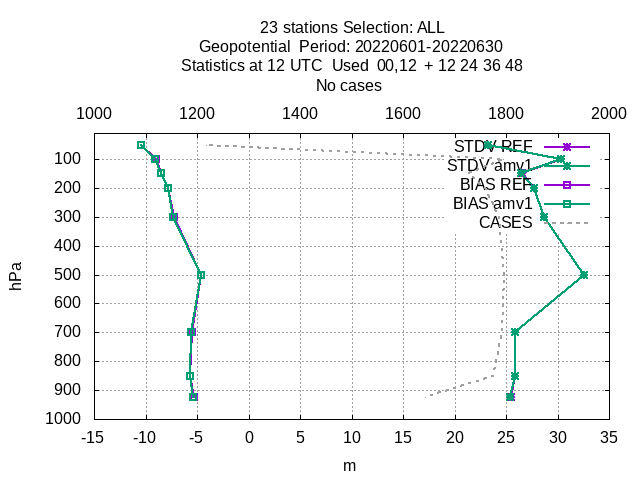 23 stations Selection: ALL
Geopotential  Period: 20220601-20220630
Statistics at 12 UTC  Used  00,12  + 12 24 36 48
No cases
1000 1200 1400 1600 1800 2000
STDV REF
STDV amv1
BIAS REF
BIAS amv1
CASES
100
200
300
400
500
600
700
800
900
1000
hPa
-15 -10 -5 0 5 10 15 20 25 30 35
m